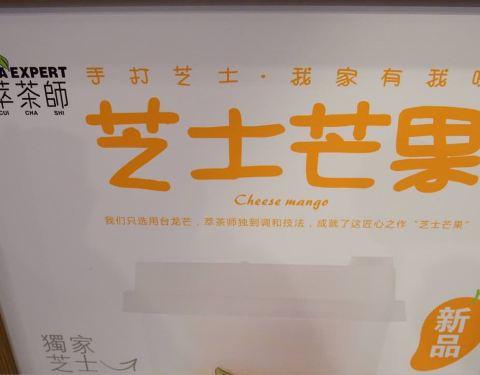 A EXPERT
萃茶師
CUI CHA SHI
手打芝士·我家有我
芝士芒果
Cheese mango
我们只选用台龙芒，萃茶师独到调和技法，成就了这匠心之作“芝士芒果”
新品
獨家
芝士